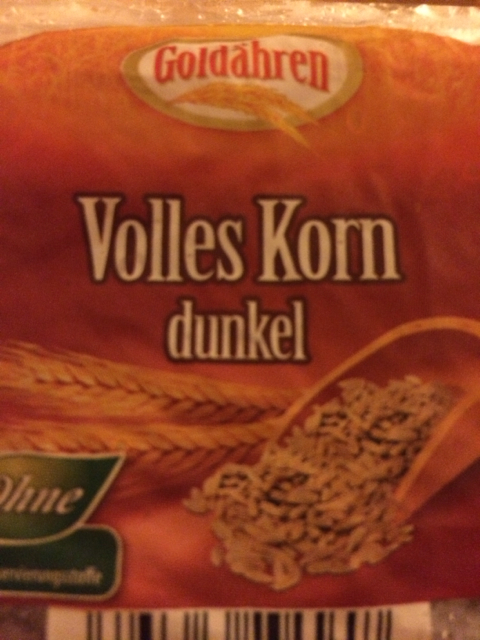 Goldähren
Volles Korn
dunkel
Ohne